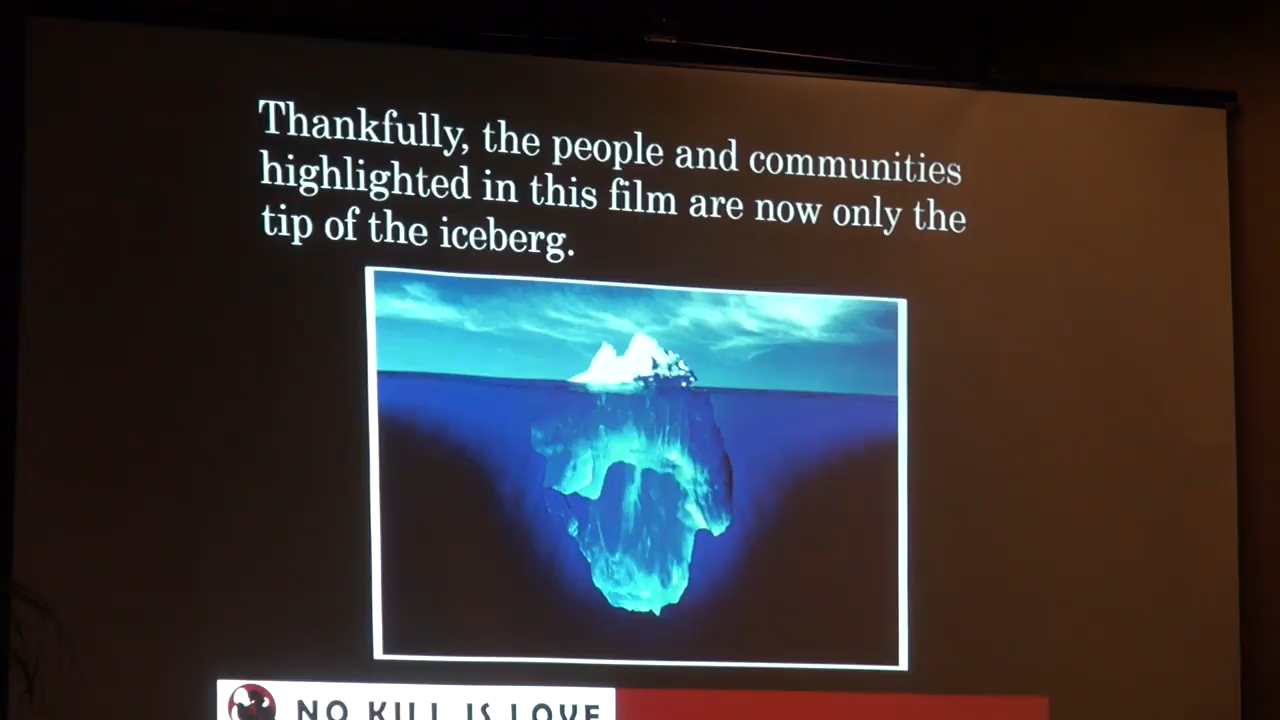 Thankfully, the people and communities
highlighted in this film are now only the
tip of the iceberg.
NO KILL IS LOVE